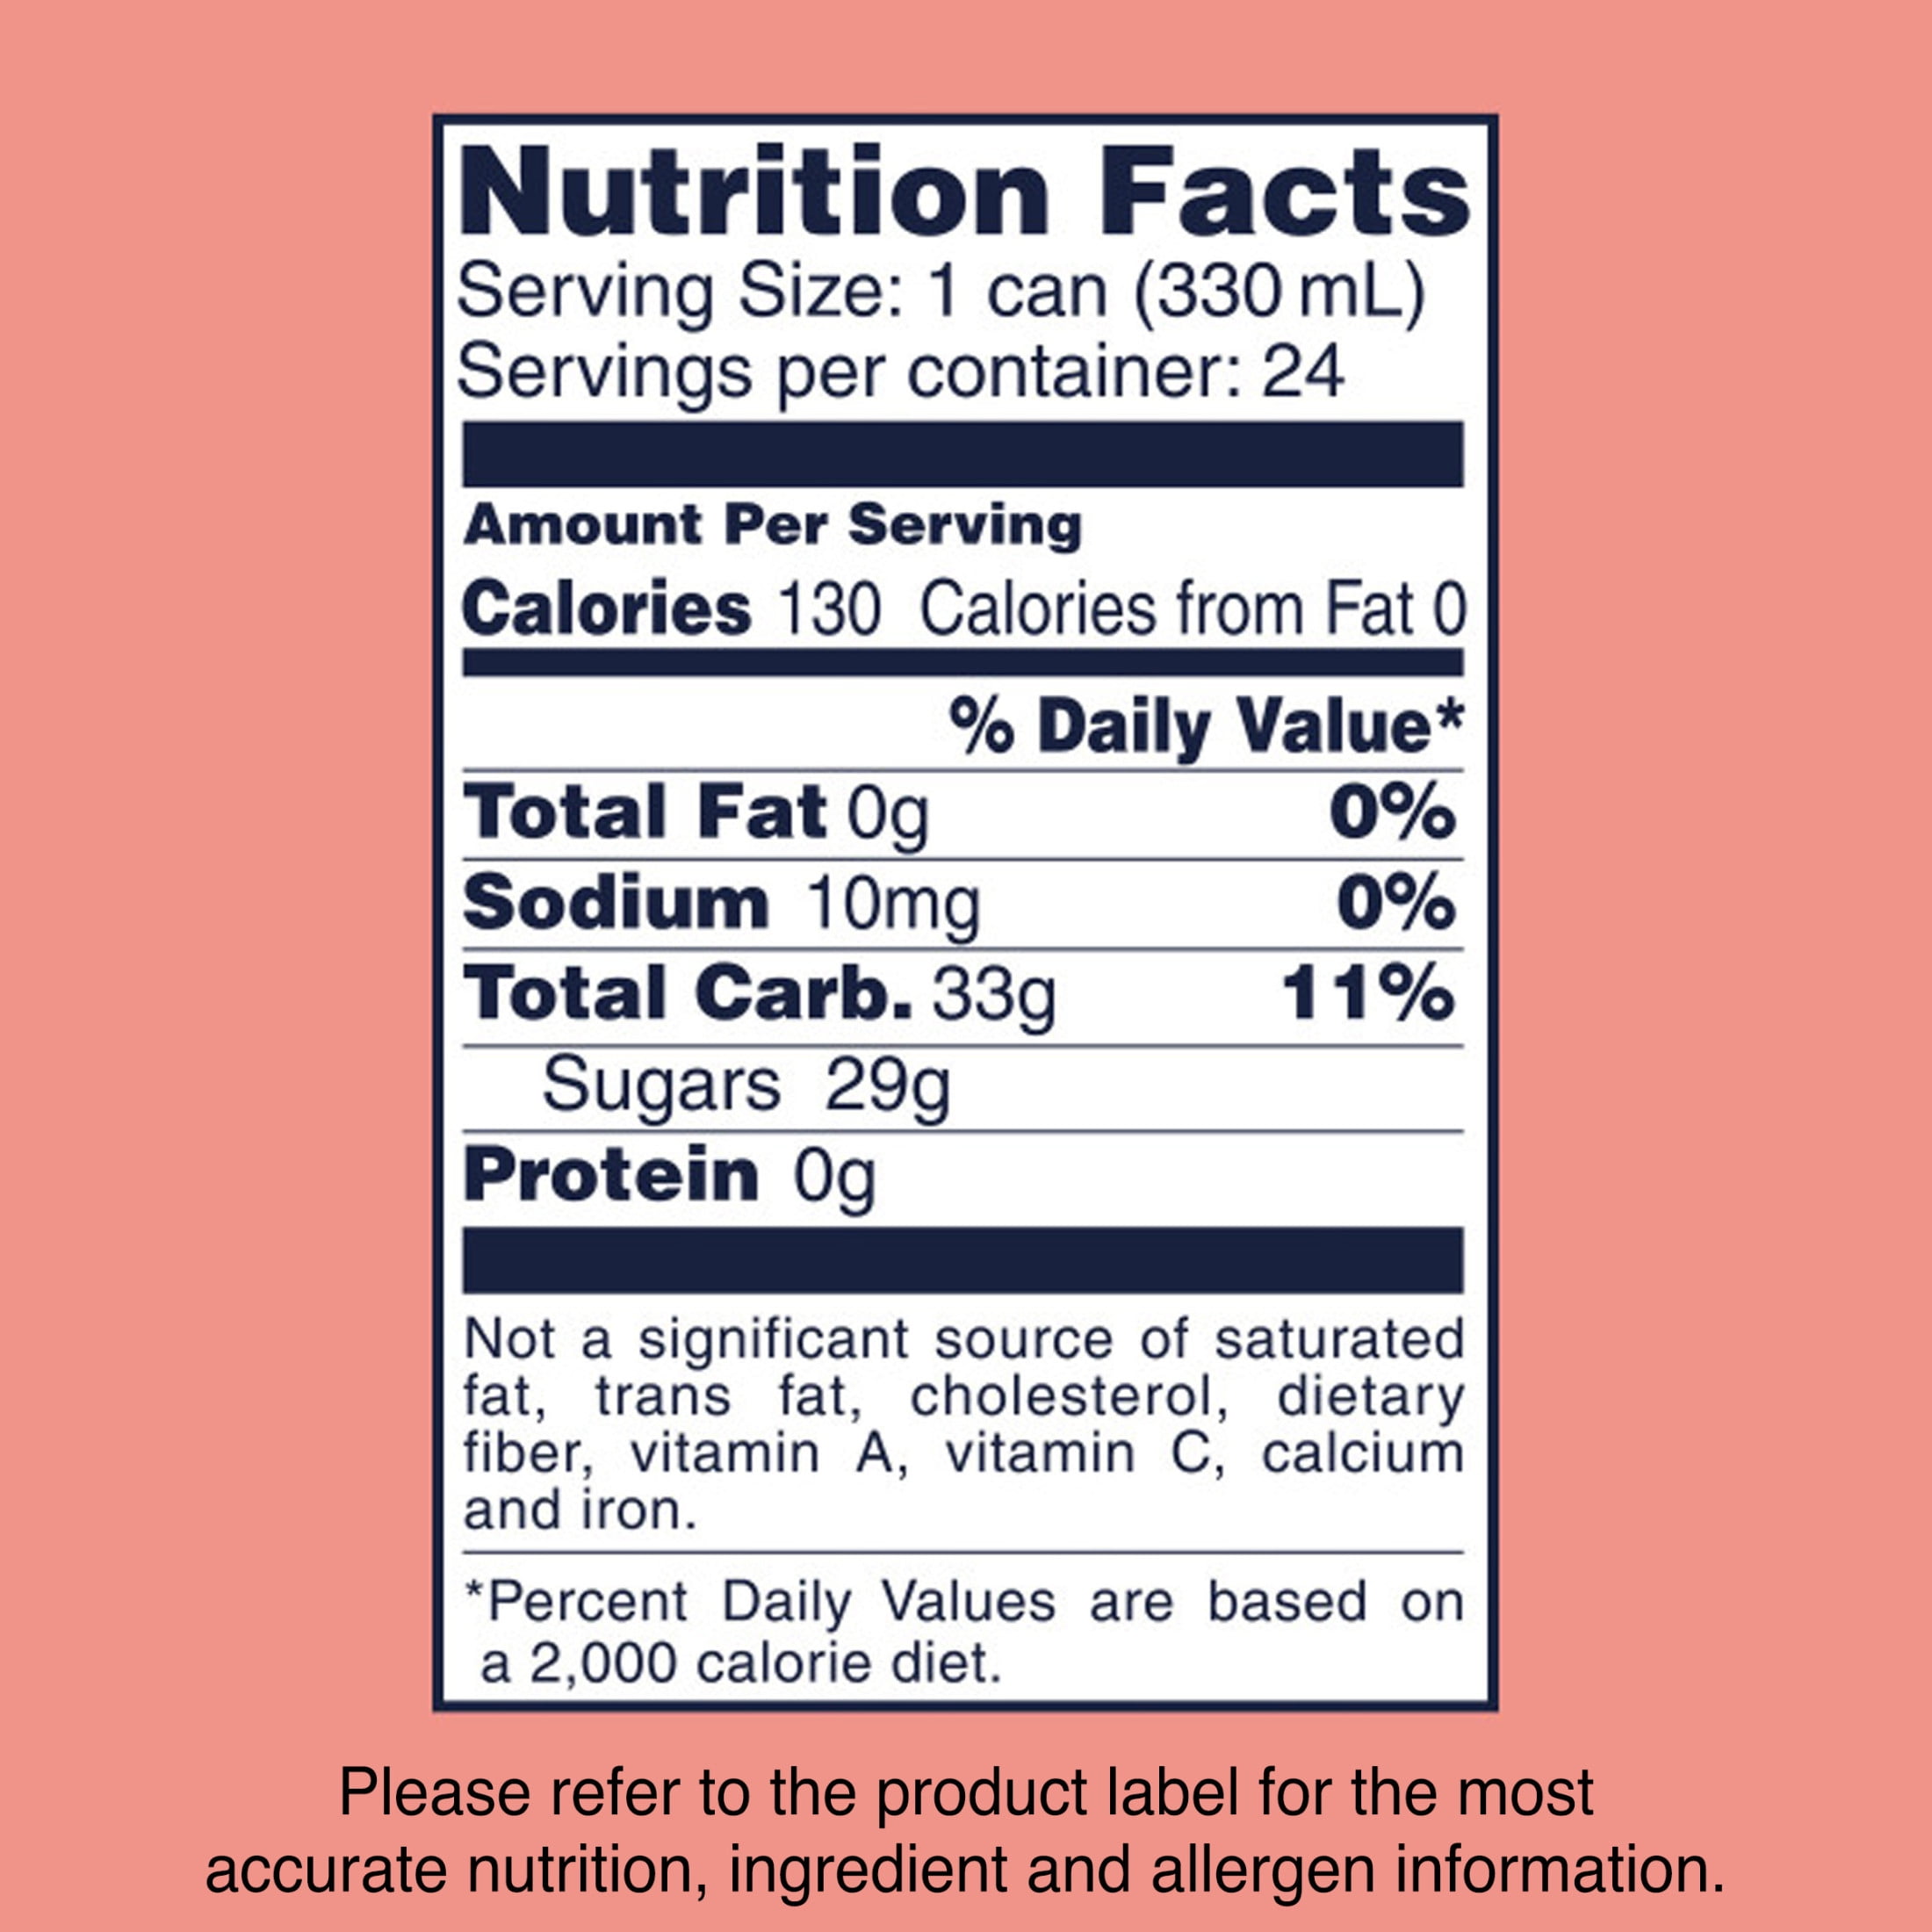 Nutrition Facts
Serving Size: 1 can (330 mL)
Servings per container: 24
Amount Per Serving
Calories 130 Calories from Fat 0
% Daily Value*
Total Fat 0g 0%
Sodium 10mg 0%
Total Carb. 33g 11%
Sugars 29g
Protein 0g
Not a significant source of saturated
fat, trans fat, cholesterol, dietary
fiber, vitamin A, vitamin C, calcium
and iron.
*Percent Daily Values are based on
a 2,000 calorie diet.
Please refer to the product label for the most
accurate nutrition, ingredient and allergen information.